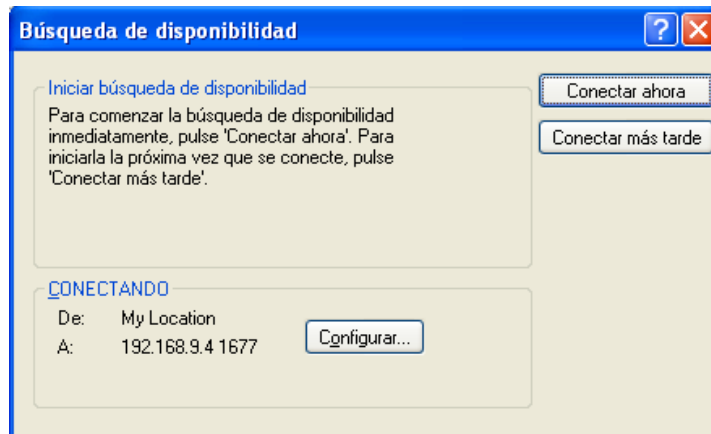 Búsqueda de disponibilidad
Iniciar búsqueda de disponibilidad
Para comenzar la búsqueda de disponibilidad
inmediatamente, pulse 'Conectar ahora'. Para
iniciarla la próxima vez que se conecte, pulse
'Conectar más tarde'.
Conectar ahora
Conectar más tarde
CONECTANDO
De: My Location
A: 192.168.9.4 1677
Configurar...